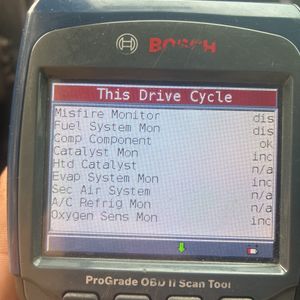 BOSCH
This Drive Cycle
Misfire Monitor dis
Fuel System Mon dis
Comp Component ok
Catalyst Mon inc
Htd Catalyst n/a
Evap System Mon inc
Sec Air System n/a
A/C Refrig Mon n/a
Oxygen Sens Mon inc
ProGrade OBD II Scan Tool